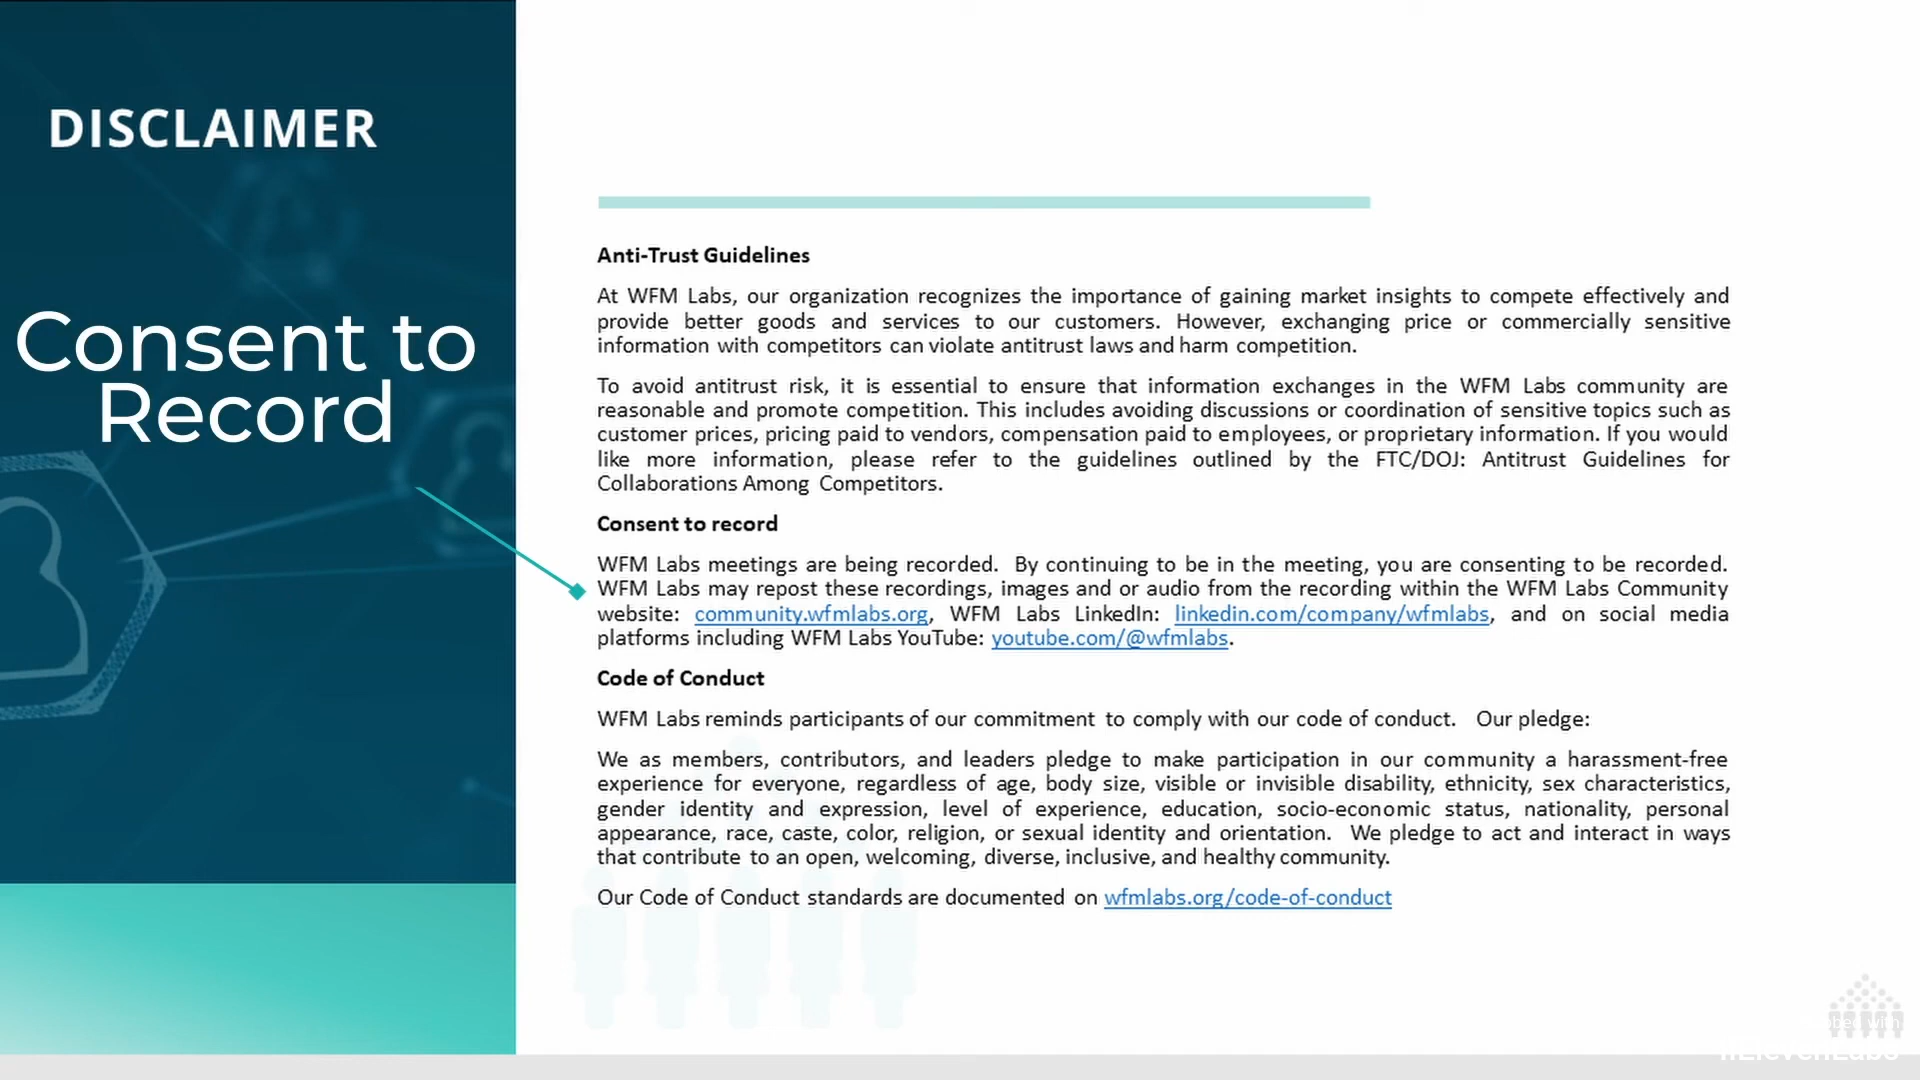 DISCLAIMER
Consent to
Record
Anti-Trust Guidelines
At WFM Labs, our organization recognizes the importance of gaining market insights to compete effectively and
provide better goods and services to our customers. However, exchanging price or commercially sensitive
information with competitors can violate antitrust laws and harm competition.
To avoid antitrust risk, it is essential to ensure that information exchanges in the WFM Labs community are
reasonable and promote competition. This includes avoiding discussions or coordination of sensitive topics such as
customer prices, pricing paid to vendors, compensation paid to employees, or proprietary information. If you would
like more information, please refer to the guidelines outlined by the FTC/DOJ: Antitrust Guidelines for
Collaborations Among Competitors.
Consent to record
WFM Labs meetings are being recorded. By continuing to be in the meeting, you are consenting to be recorded.
WFM Labs may repost these recordings, images and or audio from the recording within the WFM Labs Community
website: community.wfmlabs.org, WFM Labs LinkedIn: linkedin.com/company/wfmlabs, and on social media
platforms including WFM Labs YouTube: youtube.com/@wfmlabs.
Code of Conduct
WFM Labs reminds participants of our commitment to comply with our code of conduct. Our pledge:
We as members, contributors, and leaders pledge to make participation in our community a harassment-free
experience for everyone, regardless of age, body size, visible or invisible disability, ethnicity, sex characteristics,
gender identity and expression, level of experience, education, socio-economic status, nationality, personal
appearance, race, caste, color, religion, or sexual identity and orientation. We pledge to act and interact in ways
that contribute to an open, welcoming, diverse, inclusive, and healthy community.
Our Code of Conduct standards are documented on wfmlabs.org/code-of-conduct
with
IIElevenLabs